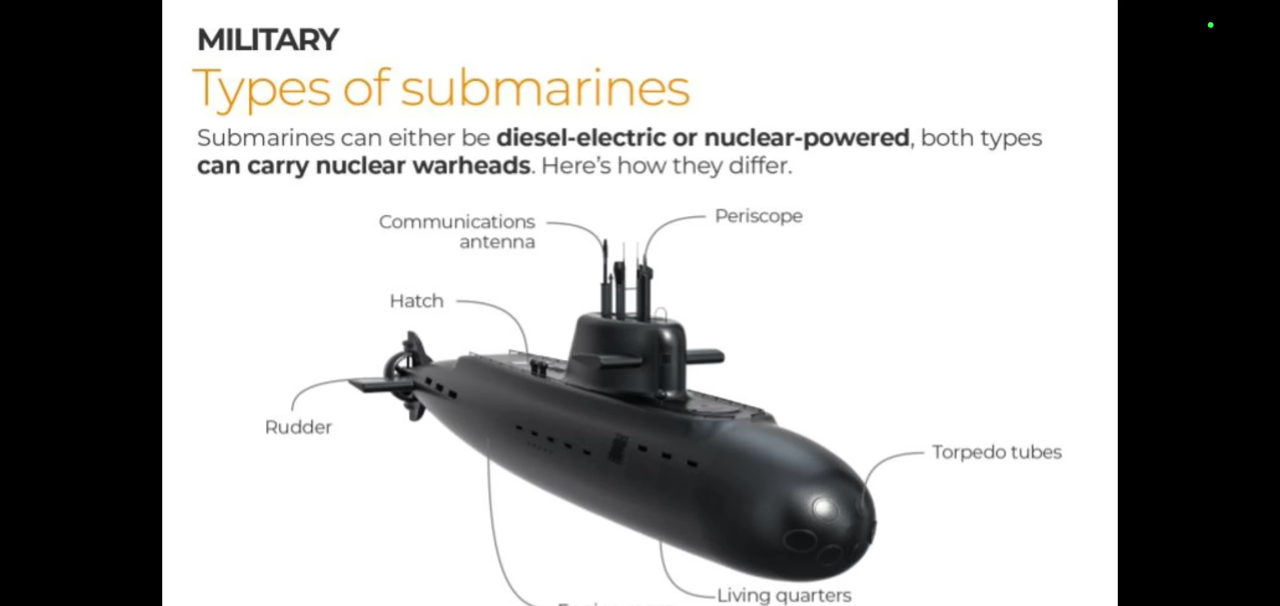 MILITARY
Types of submarines
Submarines can either be diesel-electric or nuclear-powered, both types
can carry nuclear warheads. Here's how they differ.
Communications
antenna
Periscope
Hatch
Rudder
Torpedo tubes
Living quarters